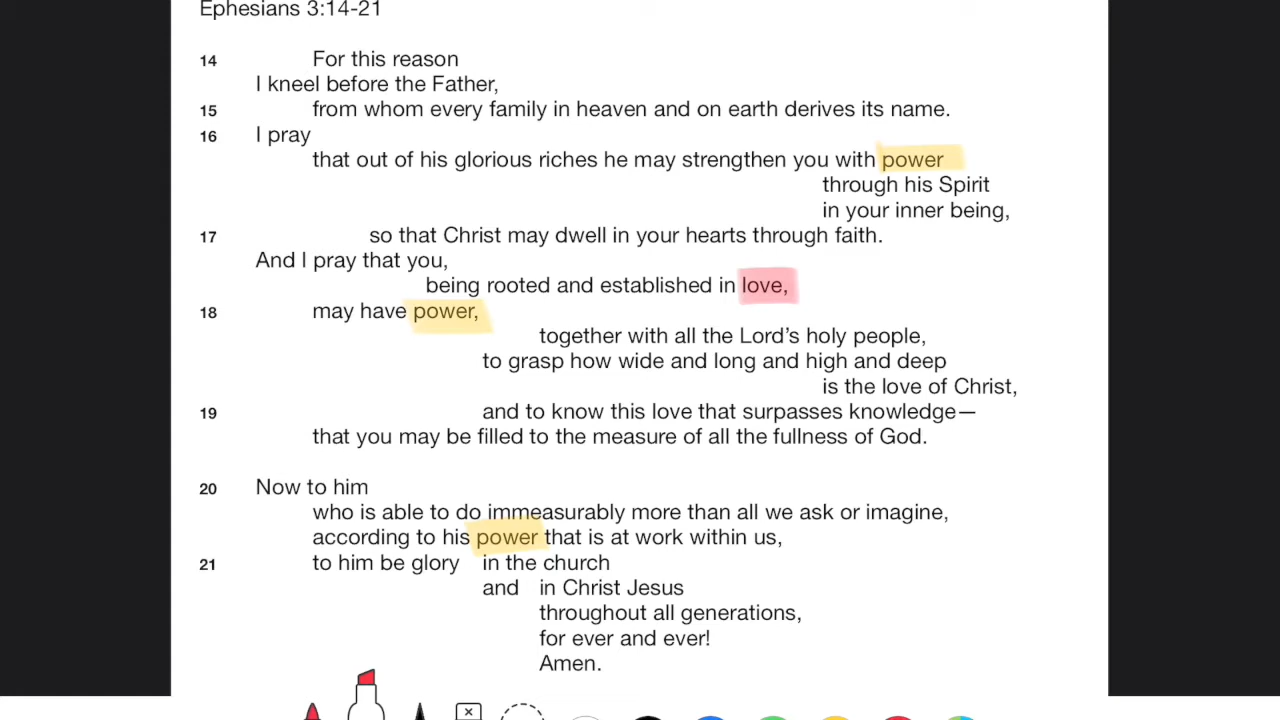 Ephesians 3:14-21
14 For this reason
I kneel before the Father,
15 from whom every family in heaven and on earth derives its name.
16 I pray
that out of his glorious riches he may strengthen you with power
through his Spirit
in your inner being,
17 so that Christ may dwell in your hearts through faith.
And I pray that you,
being rooted and established in love,
18 may have power,
together with all the Lord’s holy people,
to grasp how wide and long and high and deep
is the love of Christ,
19 and to know this love that surpasses knowledge—
that you may be filled to the measure of all the fullness of God.
20 Now to him
who is able to do immeasurably more than all we ask or imagine,
according to his power that is at work within us,
21 to him be glory in the church
and in Christ Jesus
throughout all generations,
for ever and ever!
Amen.